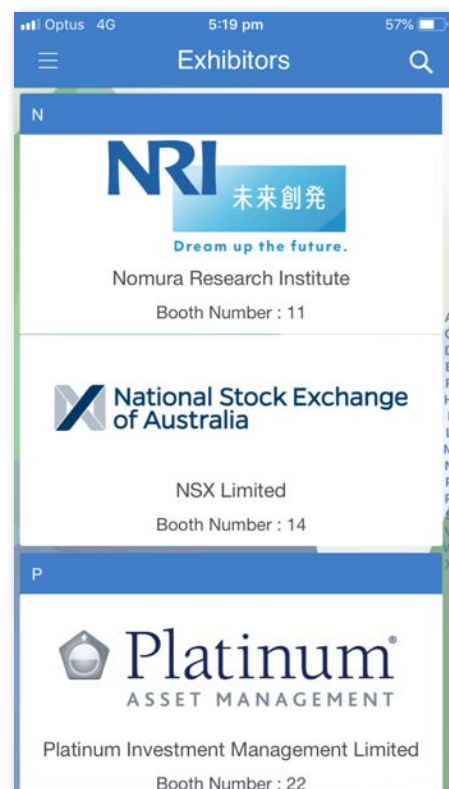 Optus 4G 5:19 pm 57%
Exhibitors
N
NRI
未来創発
Dream up the future.
Nomura Research Institute
Booth Number : 11
National Stock Exchange
of Australia
NSX Limited
Booth Number : 14
P
Platinum®
ASSET MANAGEMENT
Platinum Investment Management Limited
Booth Number : 22